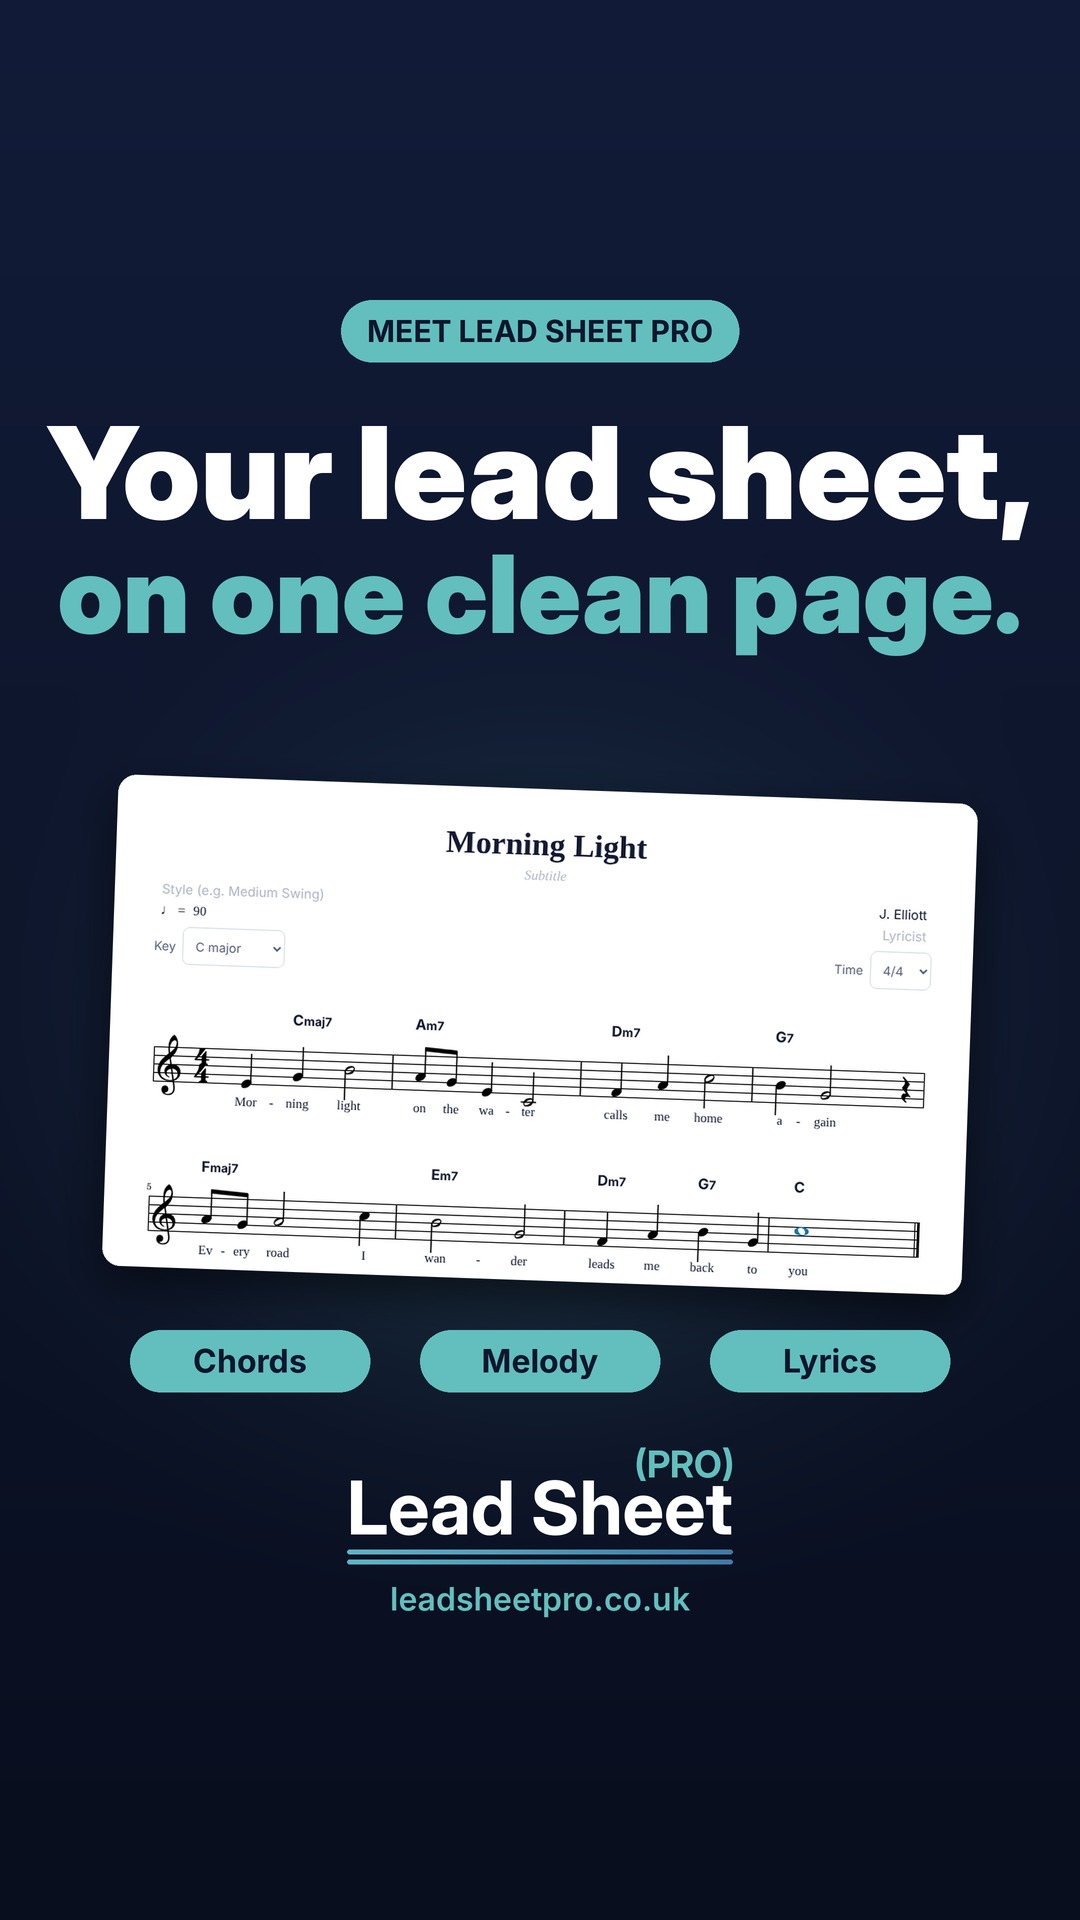 MEET LEAD SHEET PRO
Your lead sheet,
on one clean page.
Morning Light
Subtitle
Style (e.g. Medium Swing)
♩ = 90
J. Elliott
Lyricist
Key C major
Time 4/4
Cmaj7 Am7 Dm7 G7
4/4
Mor - ning light on the wa - ter calls me home a - gain
Fmaj7 Em7 Dm7 G7 C
5
Ev - ery road I wan - der leads me back to you
Chords Melody Lyrics
(PRO)
Lead Sheet
leadsheetpro.co.uk